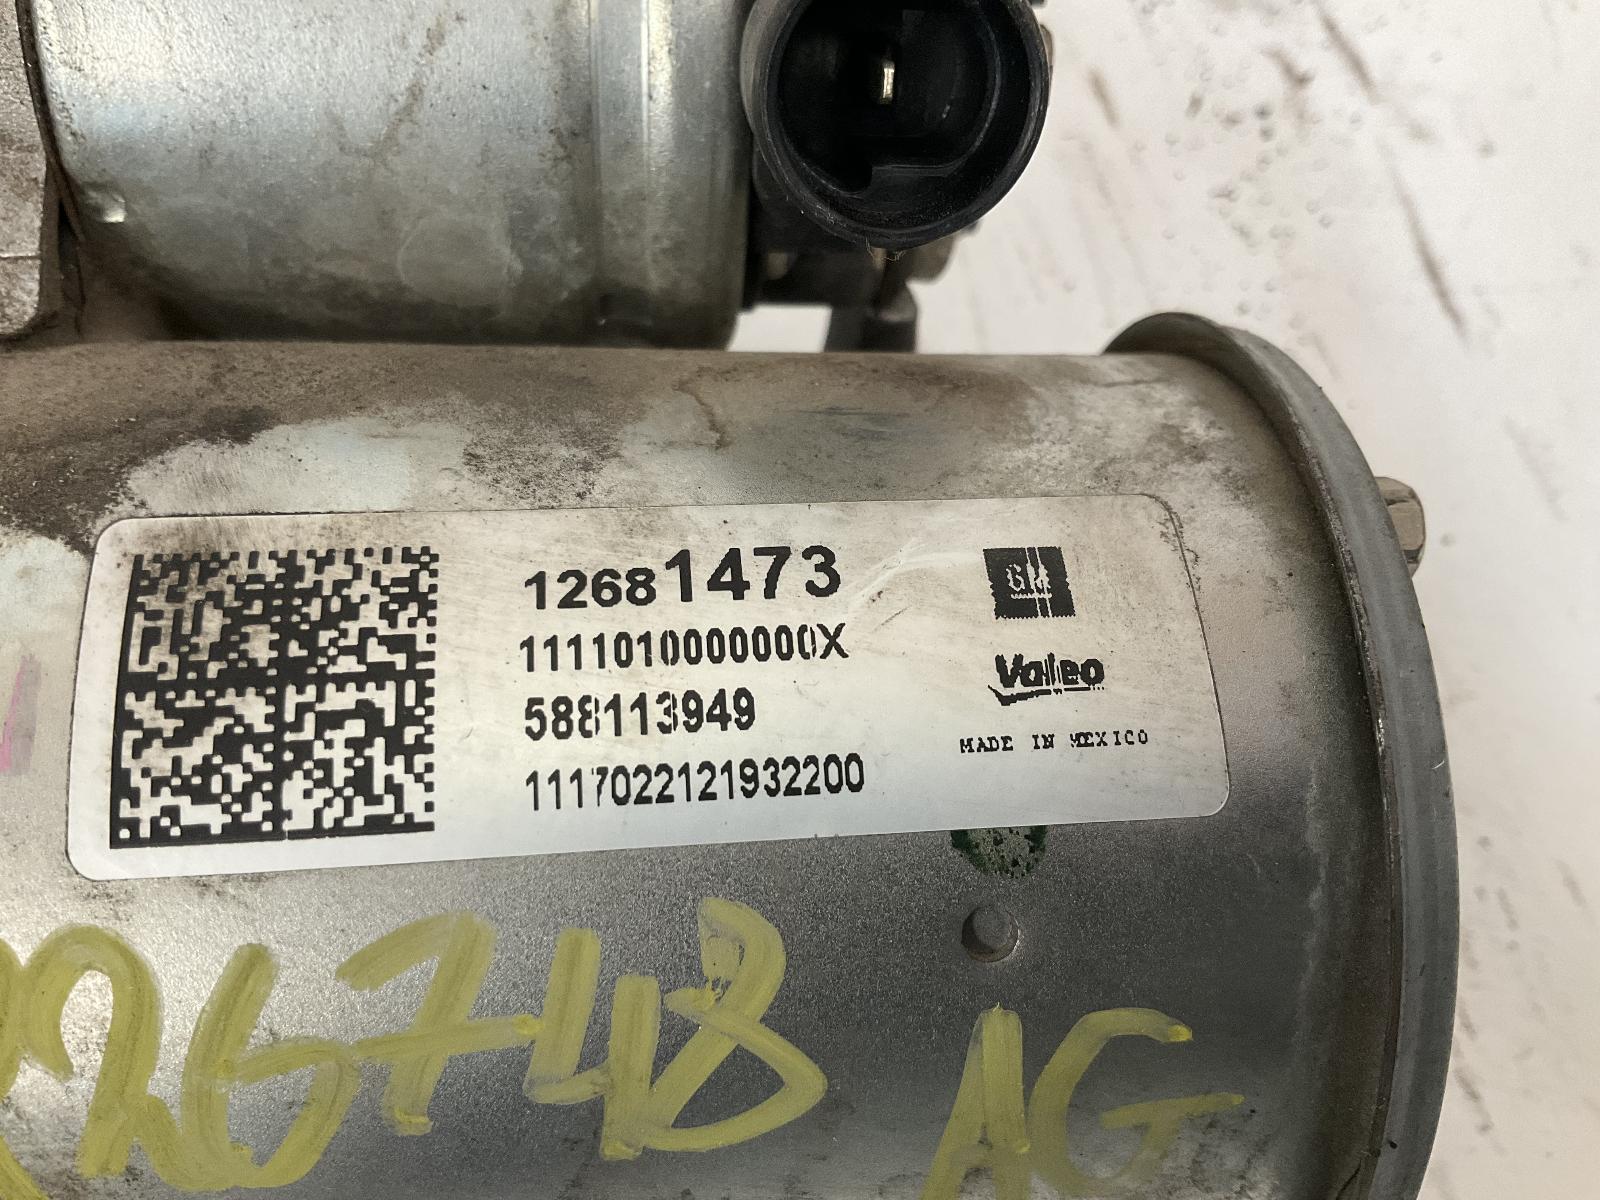 12681473
1111010000000X
588113949
1117022121932200
GM
Valeo
MADE IN MEXICO
AG